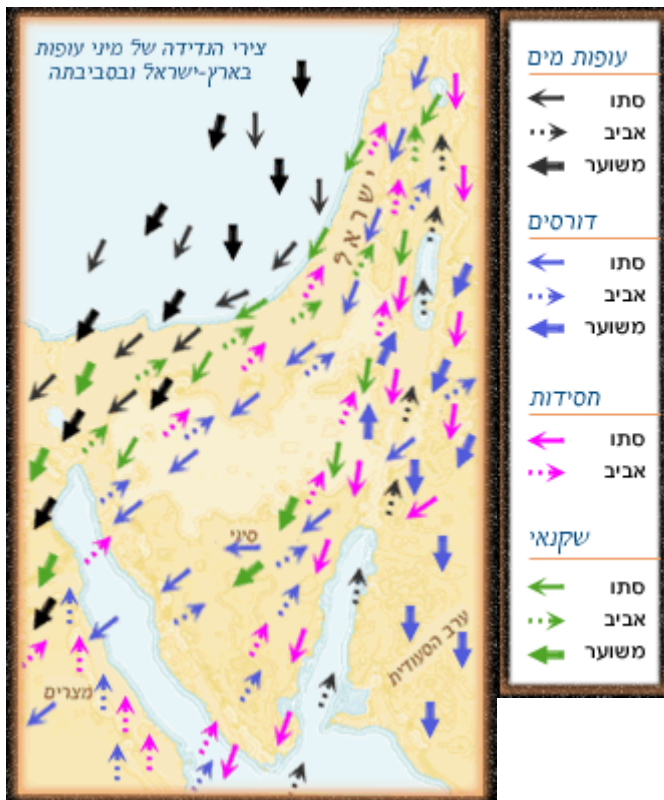 צירי הנדידה של מיני עופות
בארץ-ישראל ובסביבתה
ישראל
סיני
ערב הסעודית
מצרים
עופות מים
סתו
אביב
משוער
דורסים
סתו
אביב
משוער
חסידות
סתו
אביב
שקנאי
סתו
אביב
משוער